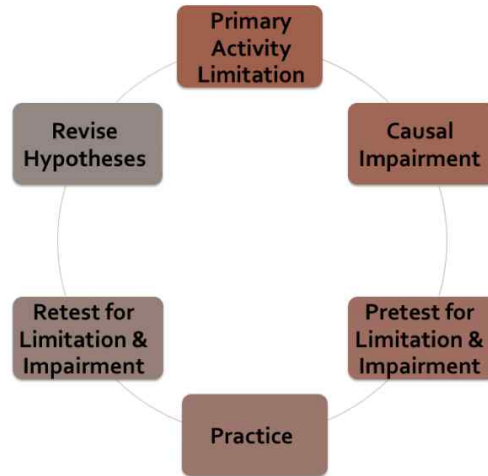 Primary
Activity
Limitation
Causal
Impairment
Pretest for
Limitation &
Impairment
Practice
Retest for
Limitation &
Impairment
Revise
Hypotheses